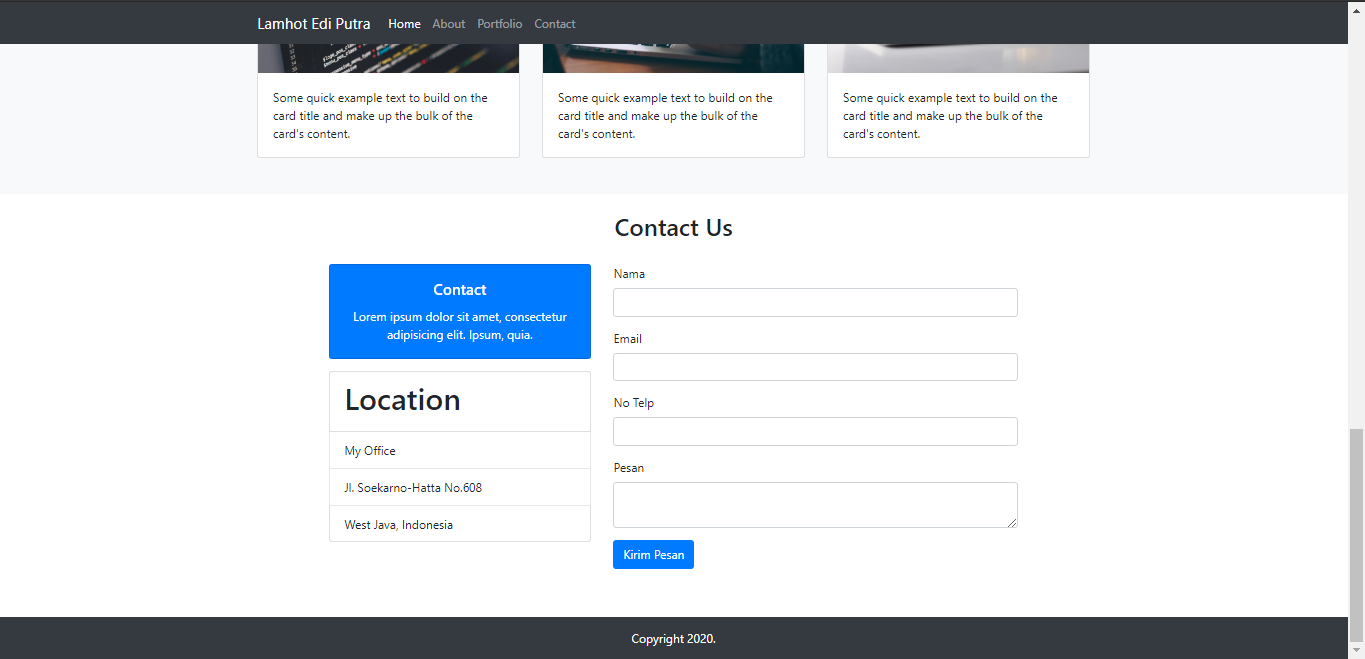 Lamhot Edi Putra Home About Portfolio Contact
Some quick example text to build on the
card title and make up the bulk of the
card's content.
Some quick example text to build on the
card title and make up the bulk of the
card's content.
Some quick example text to build on the
card title and make up the bulk of the
card's content.
Contact Us
Contact
Lorem ipsum dolor sit amet, consectetur
adipisicing elit. Ipsum, quia.
Location
My Office
Jl. Soekarno-Hatta No.608
West Java, Indonesia
Nama
Email
No Telp
Pesan
Kirim Pesan
Copyright 2020.